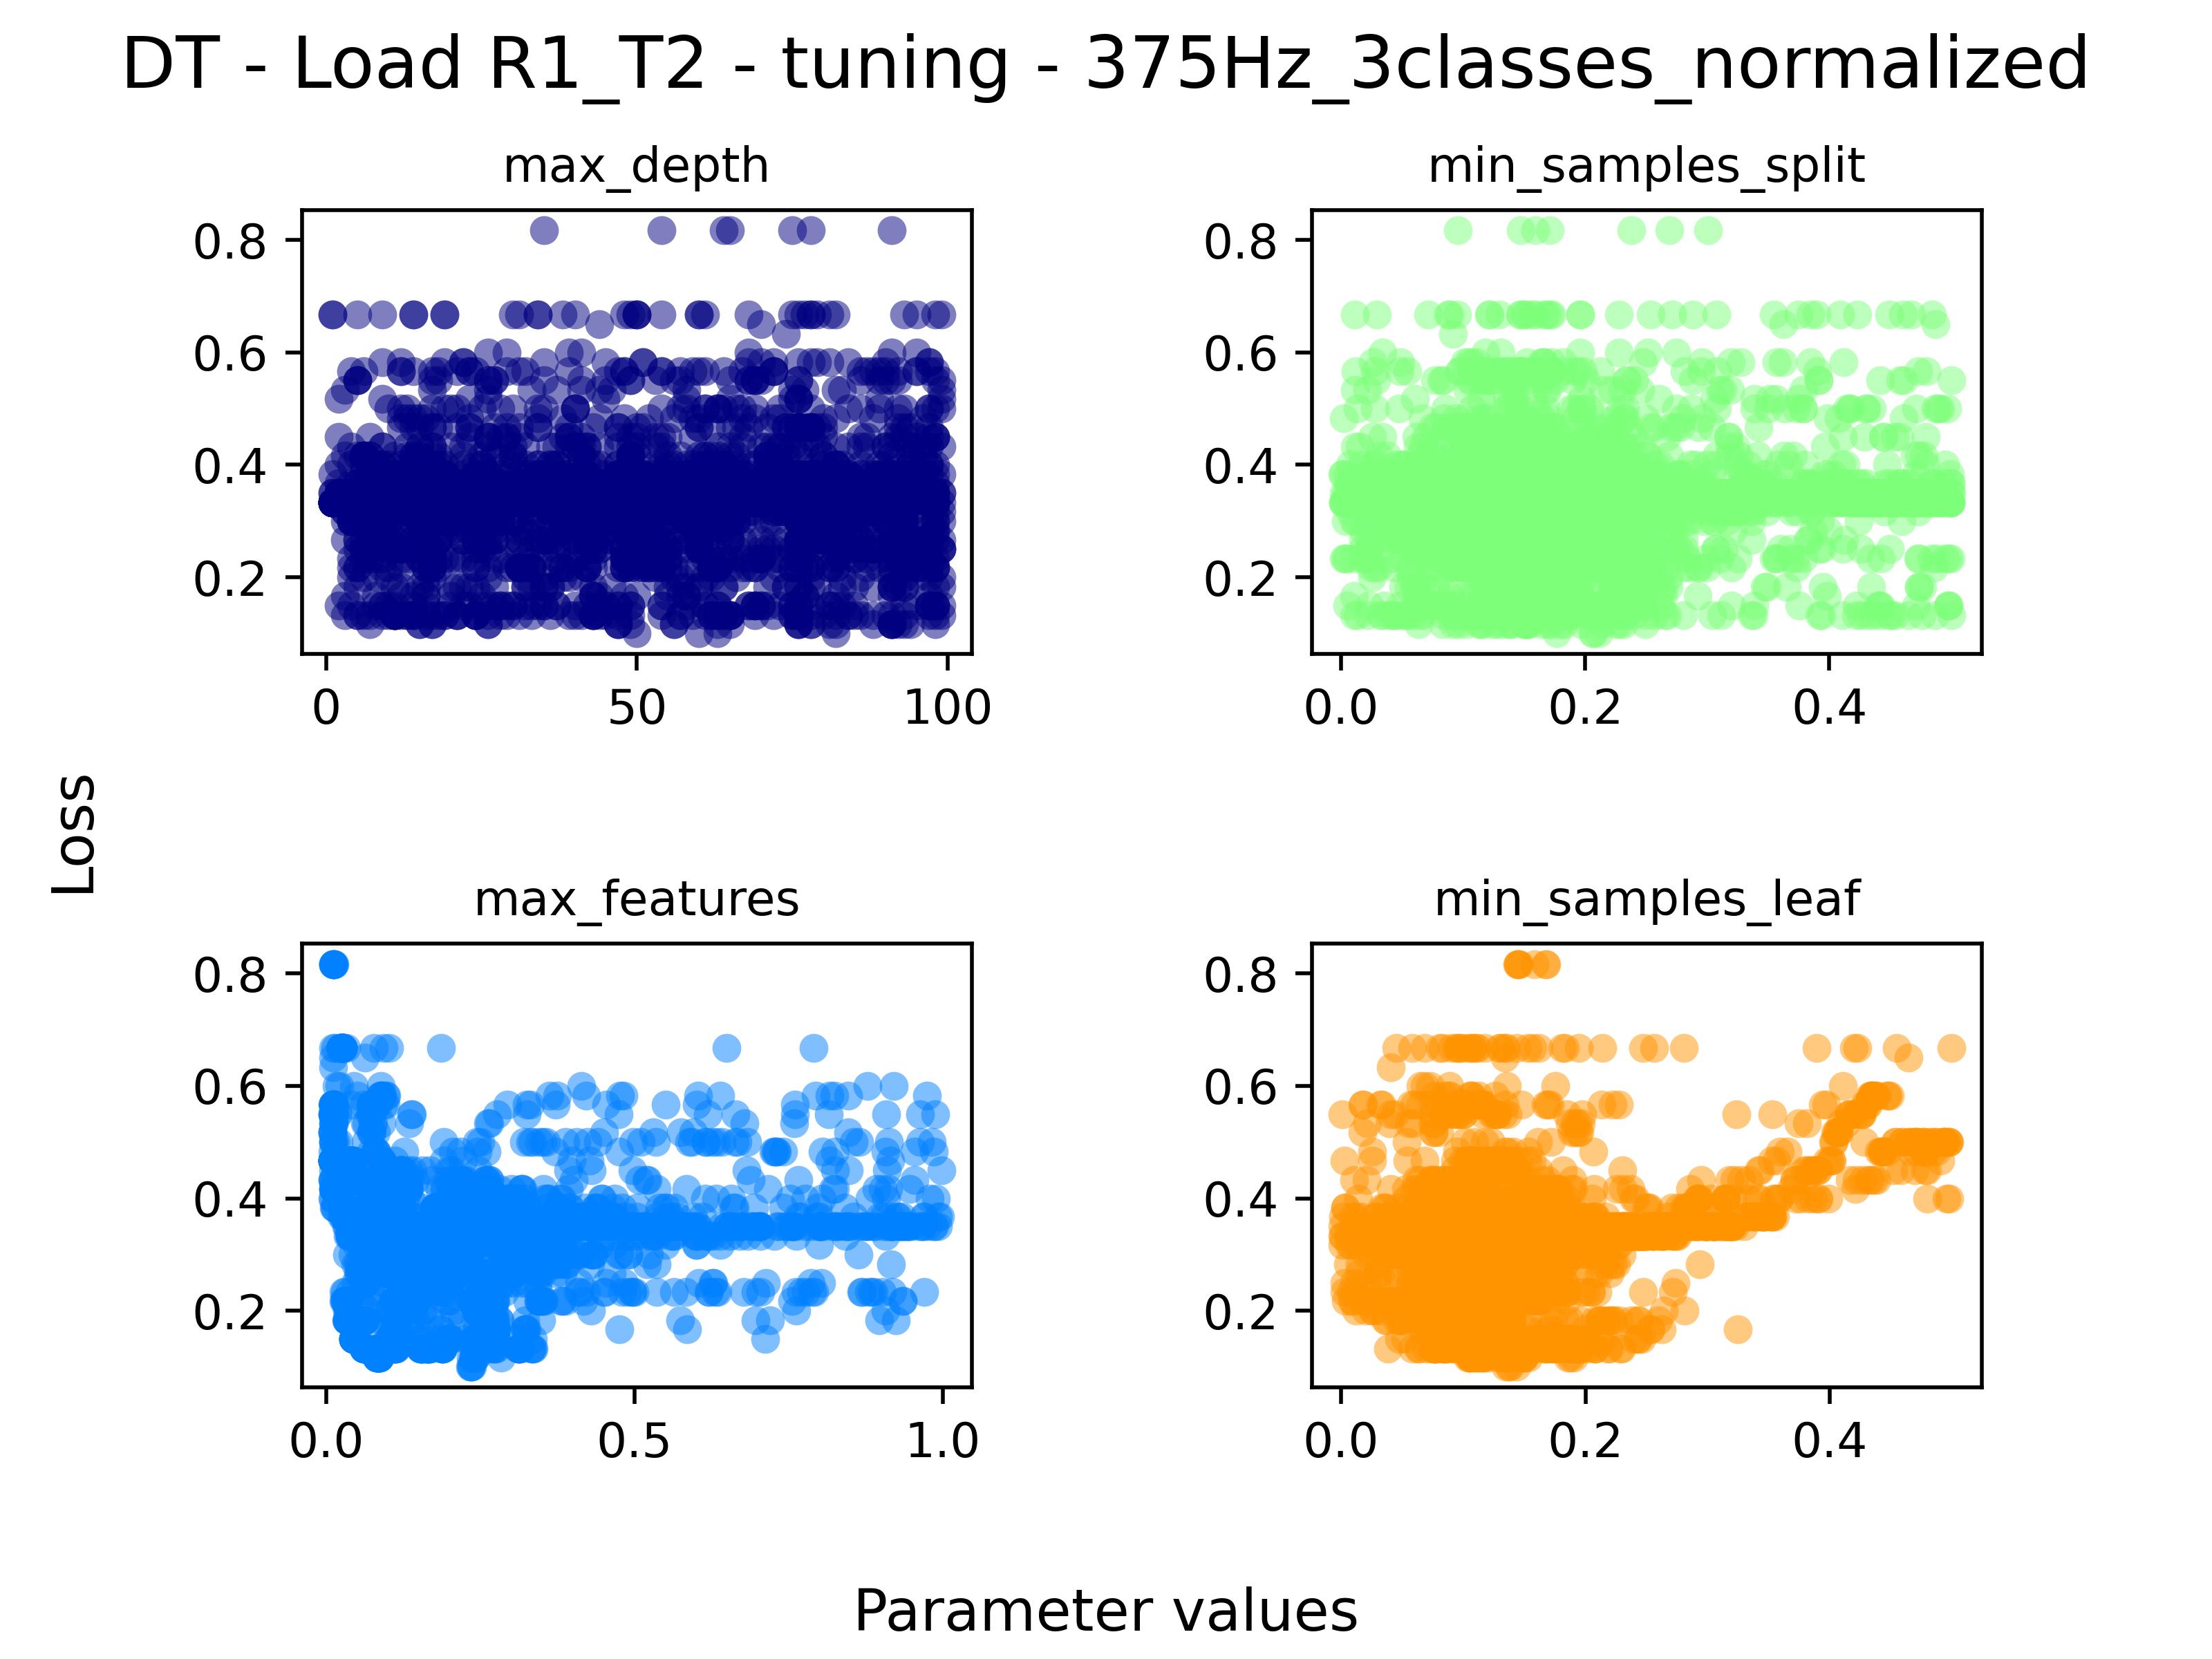 DT - Load R1_T2 - tuning - 375Hz_3classes_normalized
max_depth
min_samples_split
0.8
0.6
0.4
0.2
0 50 100
0.8
0.6
0.4
0.2
0.0 0.2 0.4
Loss
max_features
min_samples_leaf
0.8
0.6
0.4
0.2
0.0 0.5 1.0
0.8
0.6
0.4
0.2
0.0 0.2 0.4
Parameter values